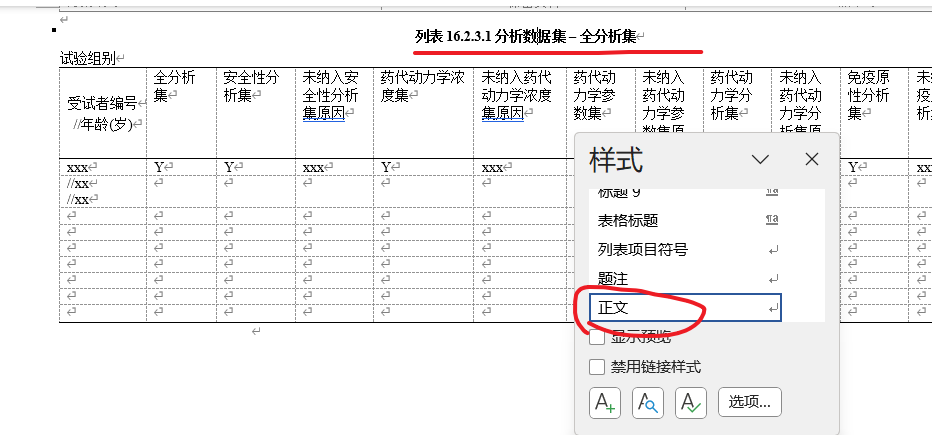 列表 16.2.3.1 分析数据集 – 全分析集
试验组别
受试者编号
//年龄(岁)
全分析
集
安全性分
析集
未纳入安
全性分析
集原因
药代动力学浓
度集
未纳入药代
动力学浓度
集原因
药代动
力学参
数集
未纳入
药代动
力学参
数集原
药代动
力学分
析集
未纳入
药代动
力学分
析集原
免疫原
性分析
集
xxx Y Y xxx Y xxx Y
//xx
//xx
样式
标题 9
表格标题
列表项目符号
题注
正文
显示预览
禁用链接样式
选项...